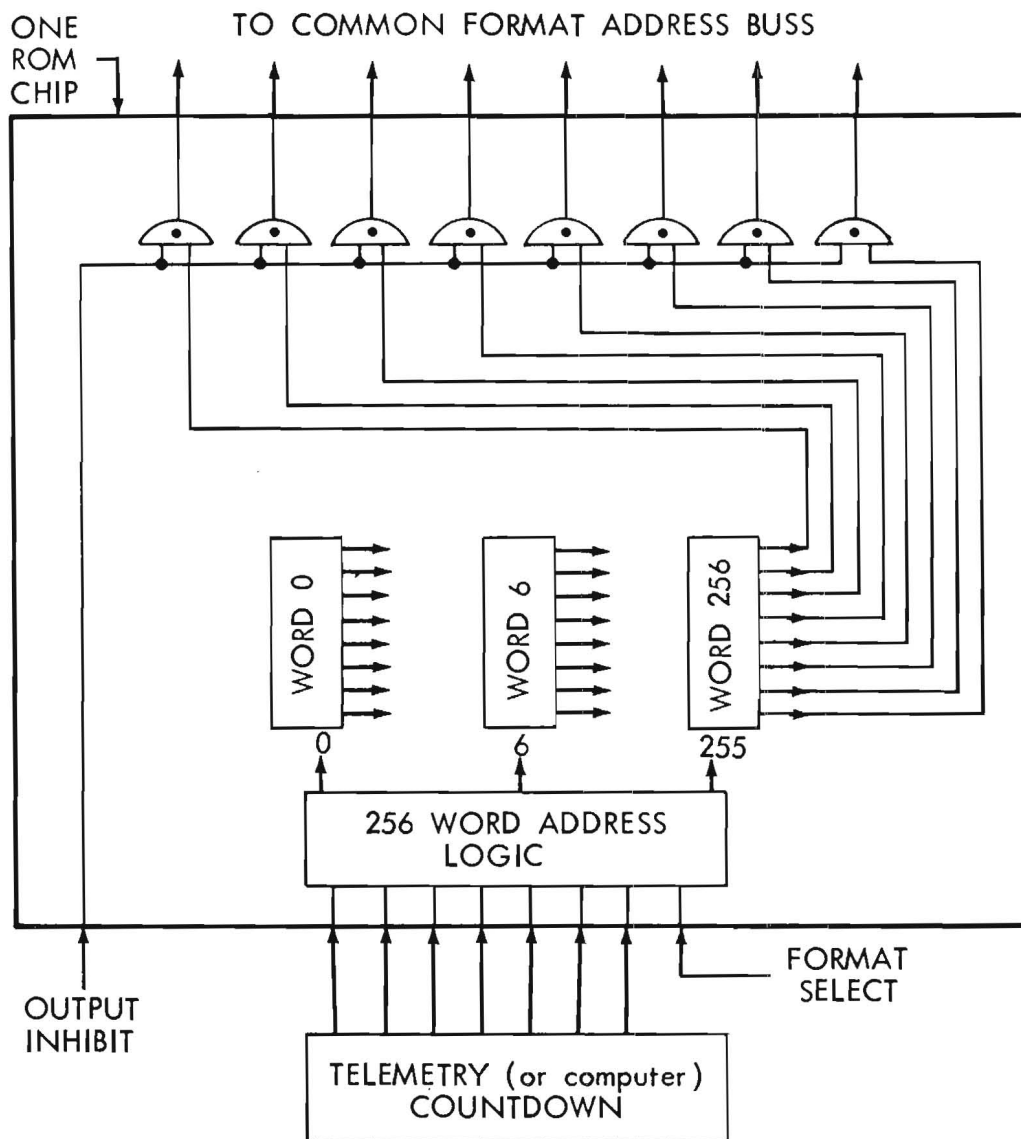 ONE
ROM
CHIP
TO COMMON FORMAT ADDRESS BUSS
WORD 0
WORD 6
WORD 256
0
6
255
256 WORD ADDRESS
LOGIC
OUTPUT
INHIBIT
FORMAT
SELECT
TELEMETRY (or computer)
COUNTDOWN